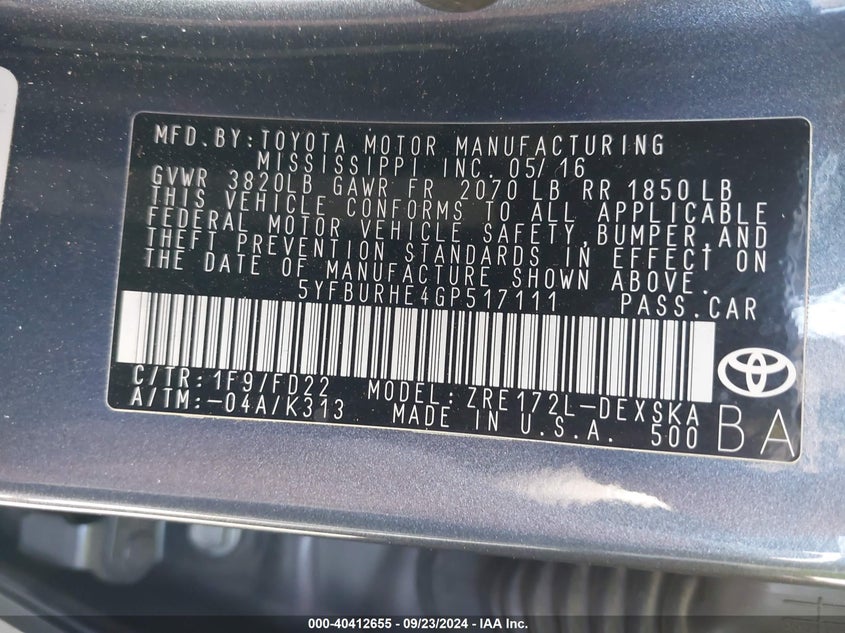 MFD.BY:TOYOTA MOTOR MANUFACTURING
MISSISSIPPI INC. 05/16
GVWR 3820LB GAWR FR 2070 LB RR 1850 LB
THIS VEHICLE CONFORMS TO ALL APPLICABLE
FEDERAL MOTOR VEHICLE SAFETY,BUMPER,AND
THEFT PREVENTION STANDARDS IN EFFECT ON
THE DATE OF MANUFACTURE SHOWN ABOVE.
5YFBURHE4GP517111 PASS.CAR
C/TR:1F9/FD22 MODEL:ZRE172L-DEXSKA
A/TM:-04A/K313 MADE IN U.S.A. 500
BA
000-40412655 - 09/23/2024 - IAA Inc.